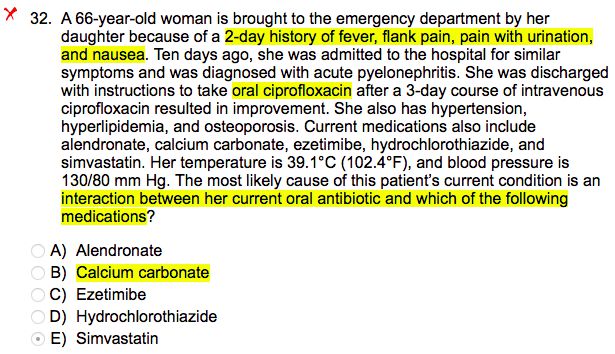 32. A 66-year-old woman is brought to the emergency department by her
daughter because of a 2-day history of fever, flank pain, pain with urination,
and nausea. Ten days ago, she was admitted to the hospital for similar
symptoms and was diagnosed with acute pyelonephritis. She was discharged
with instructions to take oral ciprofloxacin after a 3-day course of intravenous
ciprofloxacin resulted in improvement. She also has hypertension,
hyperlipidemia, and osteoporosis. Current medications also include
alendronate, calcium carbonate, ezetimibe, hydrochlorothiazide, and
simvastatin. Her temperature is 39.1°C (102.4°F), and blood pressure is
130/80 mm Hg. The most likely cause of this patient's current condition is an
interaction between her current oral antibiotic and which of the following
medications?
A) Alendronate
B) Calcium carbonate
C) Ezetimibe
D) Hydrochlorothiazide
E) Simvastatin